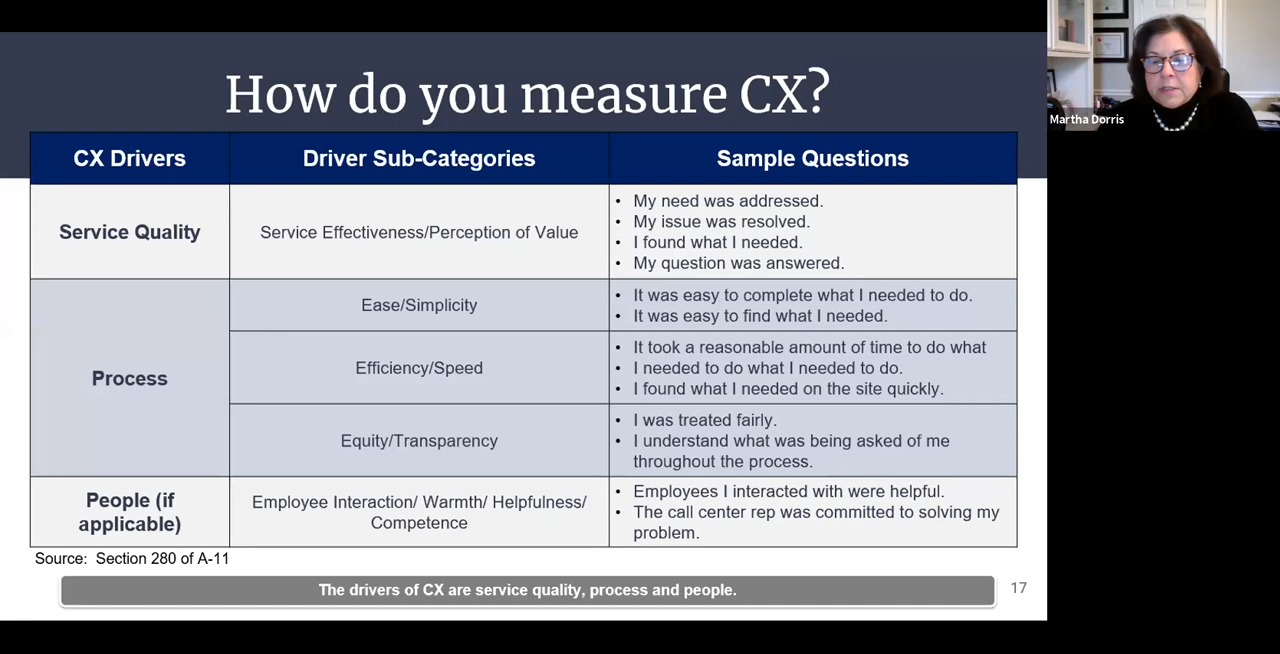 How do you measure CX?
Martha Dorris
CX Drivers
Driver Sub-Categories
Sample Questions
Service Quality
Service Effectiveness/Perception of Value
• My need was addressed.
• My issue was resolved.
• I found what I needed.
• My question was answered.
Process
Ease/Simplicity
• It was easy to complete what I needed to do.
• It was easy to find what I needed.
Efficiency/Speed
• It took a reasonable amount of time to do what
• I needed to do what I needed to do.
• I found what I needed on the site quickly.
Equity/Transparency
• I was treated fairly.
• I understand what was being asked of me
throughout the process.
People (if
applicable)
Employee Interaction/ Warmth/ Helpfulness/
Competence
• Employees I interacted with were helpful.
• The call center rep was committed to solving my
problem.
Source: Section 280 of A-11
The drivers of CX are service quality, process and people.
17